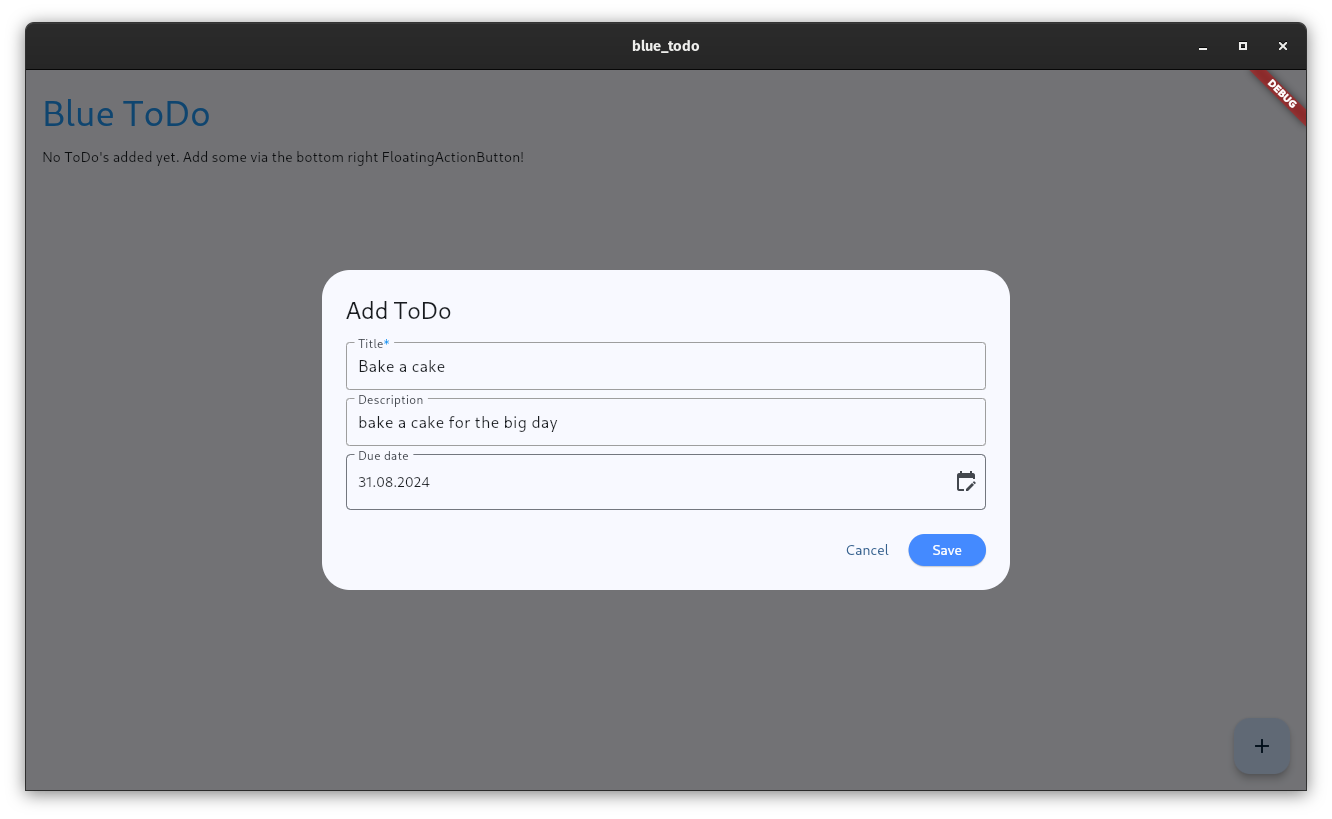 blue_todo
DEBUG
Blue ToDo
No ToDo's added yet. Add some via the bottom right FloatingActionButton!
Add ToDo
Title*
Bake a cake
Description
bake a cake for the big day
Due date
31.08.2024
Cancel Save